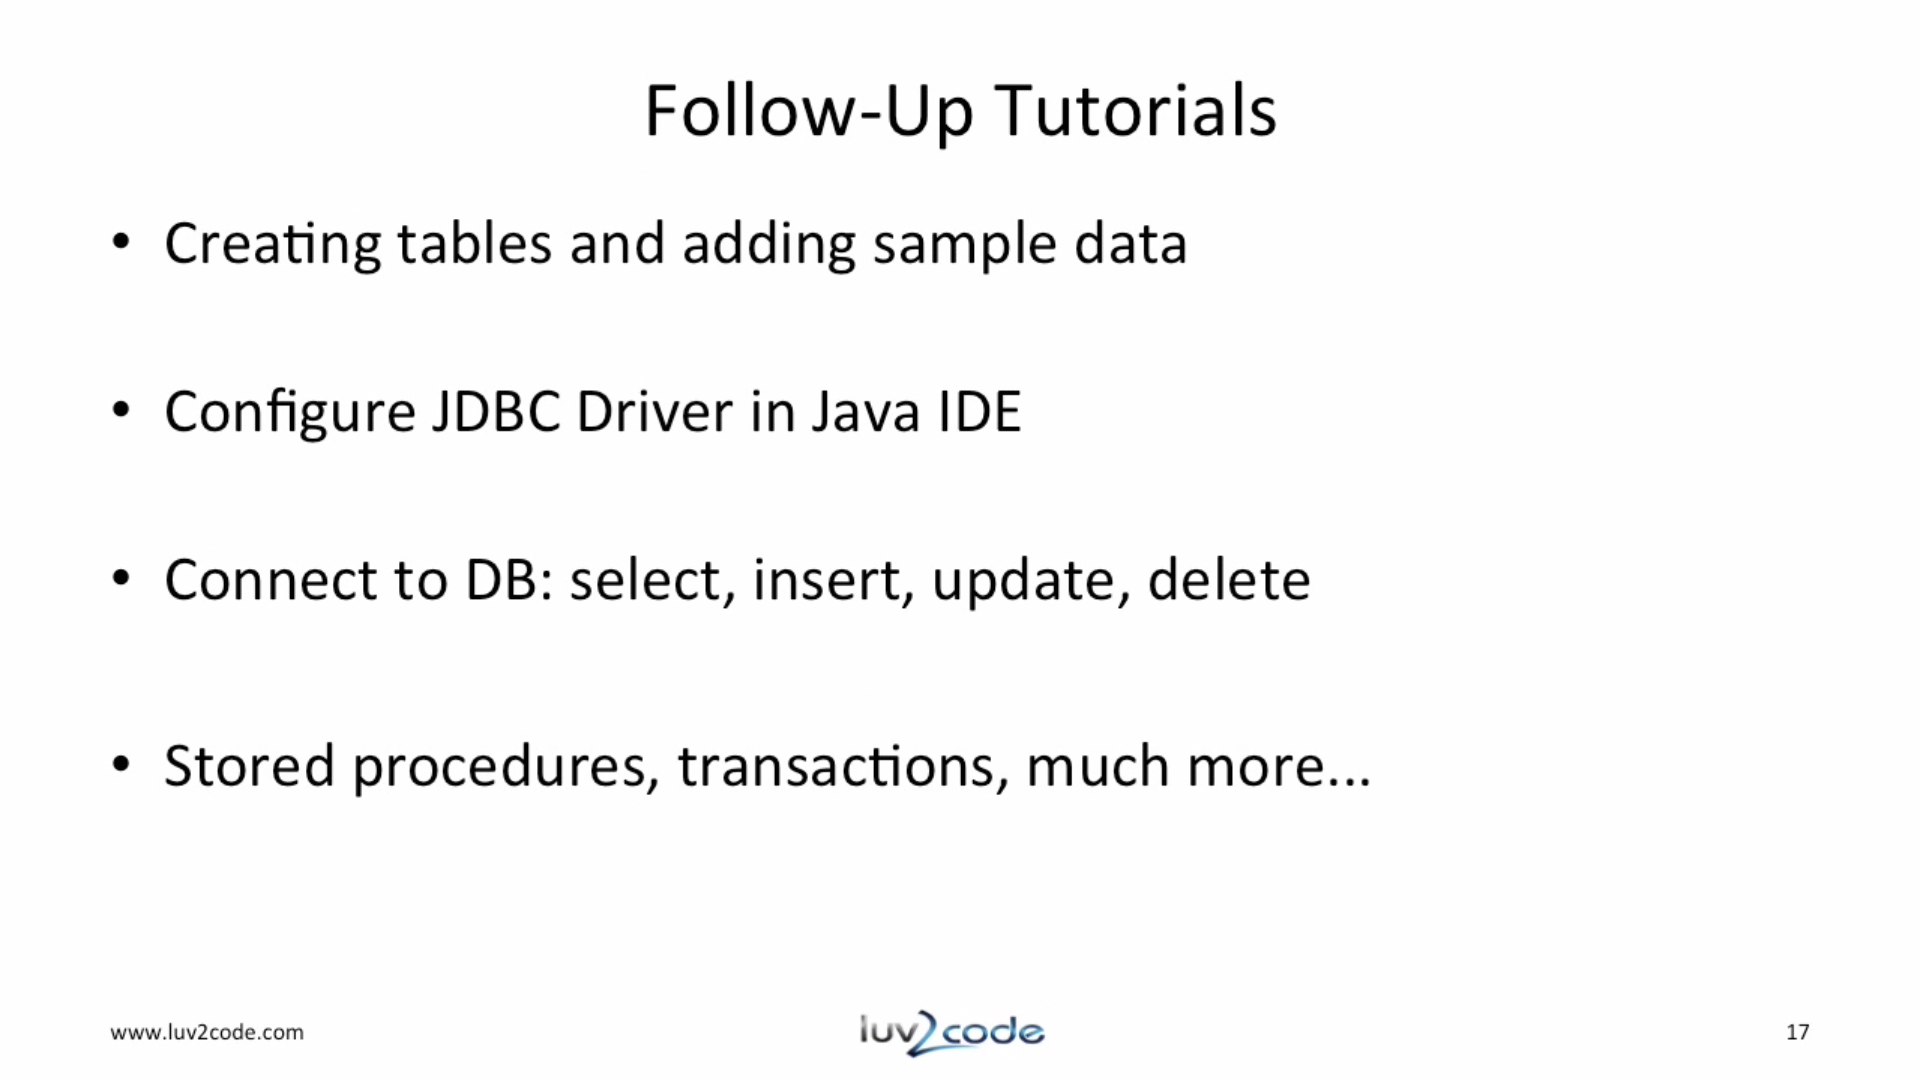 Follow-Up Tutorials
• Creating tables and adding sample data
• Configure JDBC Driver in Java IDE
• Connect to DB: select, insert, update, delete
• Stored procedures, transactions, much more...
www.luv2code.com
luv2code
17